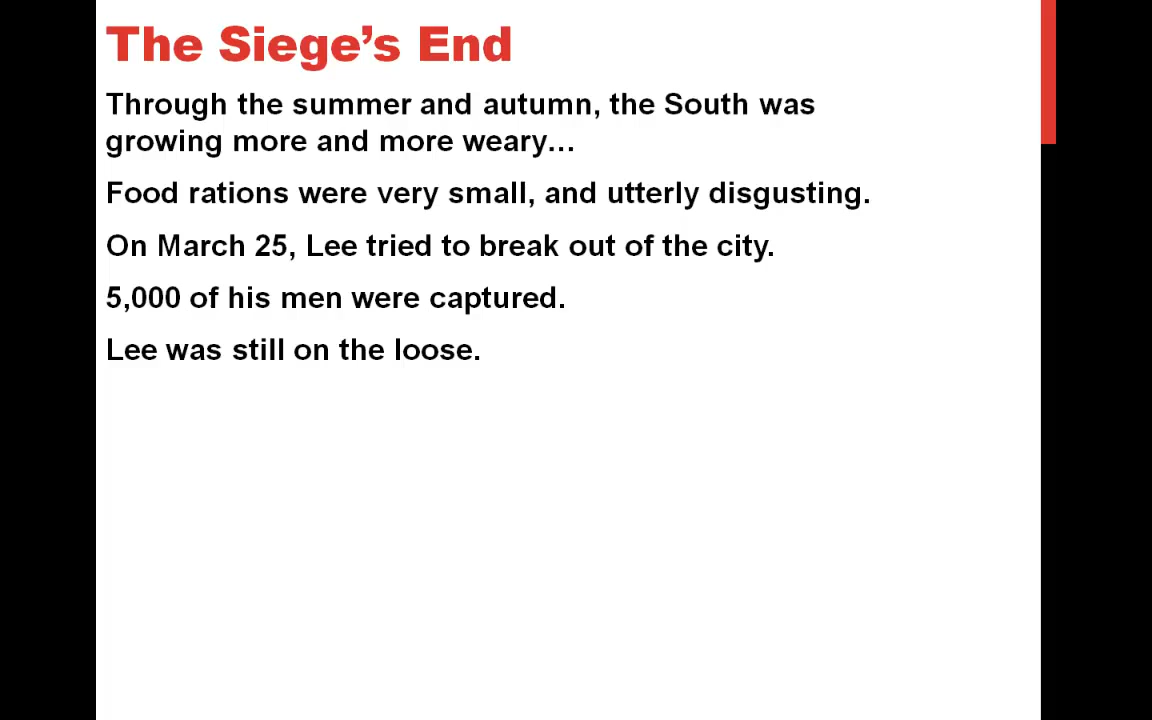 The Siege’s End
Through the summer and autumn, the South was
growing more and more weary…
Food rations were very small, and utterly disgusting.
On March 25, Lee tried to break out of the city.
5,000 of his men were captured.
Lee was still on the loose.